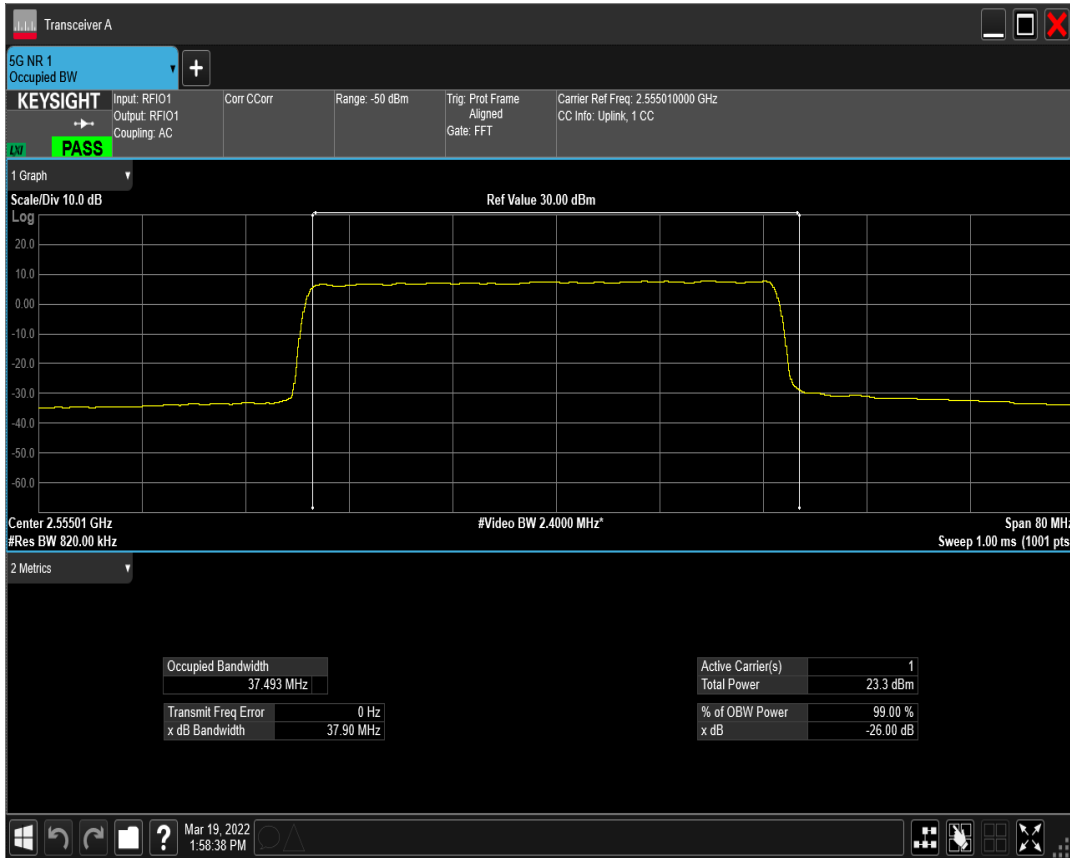 Transceiver A
5G NR 1
Occupied BW
+
KEYSIGHT
LXI
PASS
Input: RFIO1
Output: RFIO1
Coupling: AC
Corr CCorr
Range: -50 dBm
Trig: Prot Frame
Aligned
Gate: FFT
Carrier Ref Freq: 2.555010000 GHz
CC Info: Uplink, 1 CC
1 Graph
Scale/Div 10.0 dB
Ref Value 30.00 dBm
Log
20.0
10.0
0.00
-10.0
-20.0
-30.0
-40.0
-50.0
-60.0
Center 2.55501 GHz
#Video BW 2.4000 MHz*
Span 80 MHz
#Res BW 820.00 kHz
Sweep 1.00 ms (1001 pts
2 Metrics
Occupied Bandwidth
37.493 MHz
Transmit Freq Error 0 Hz
x dB Bandwidth 37.90 MHz
Active Carrier(s) 1
Total Power 23.3 dBm
% of OBW Power 99.00 %
x dB -26.00 dB
?
Mar 19, 2022
1:58:38 PM